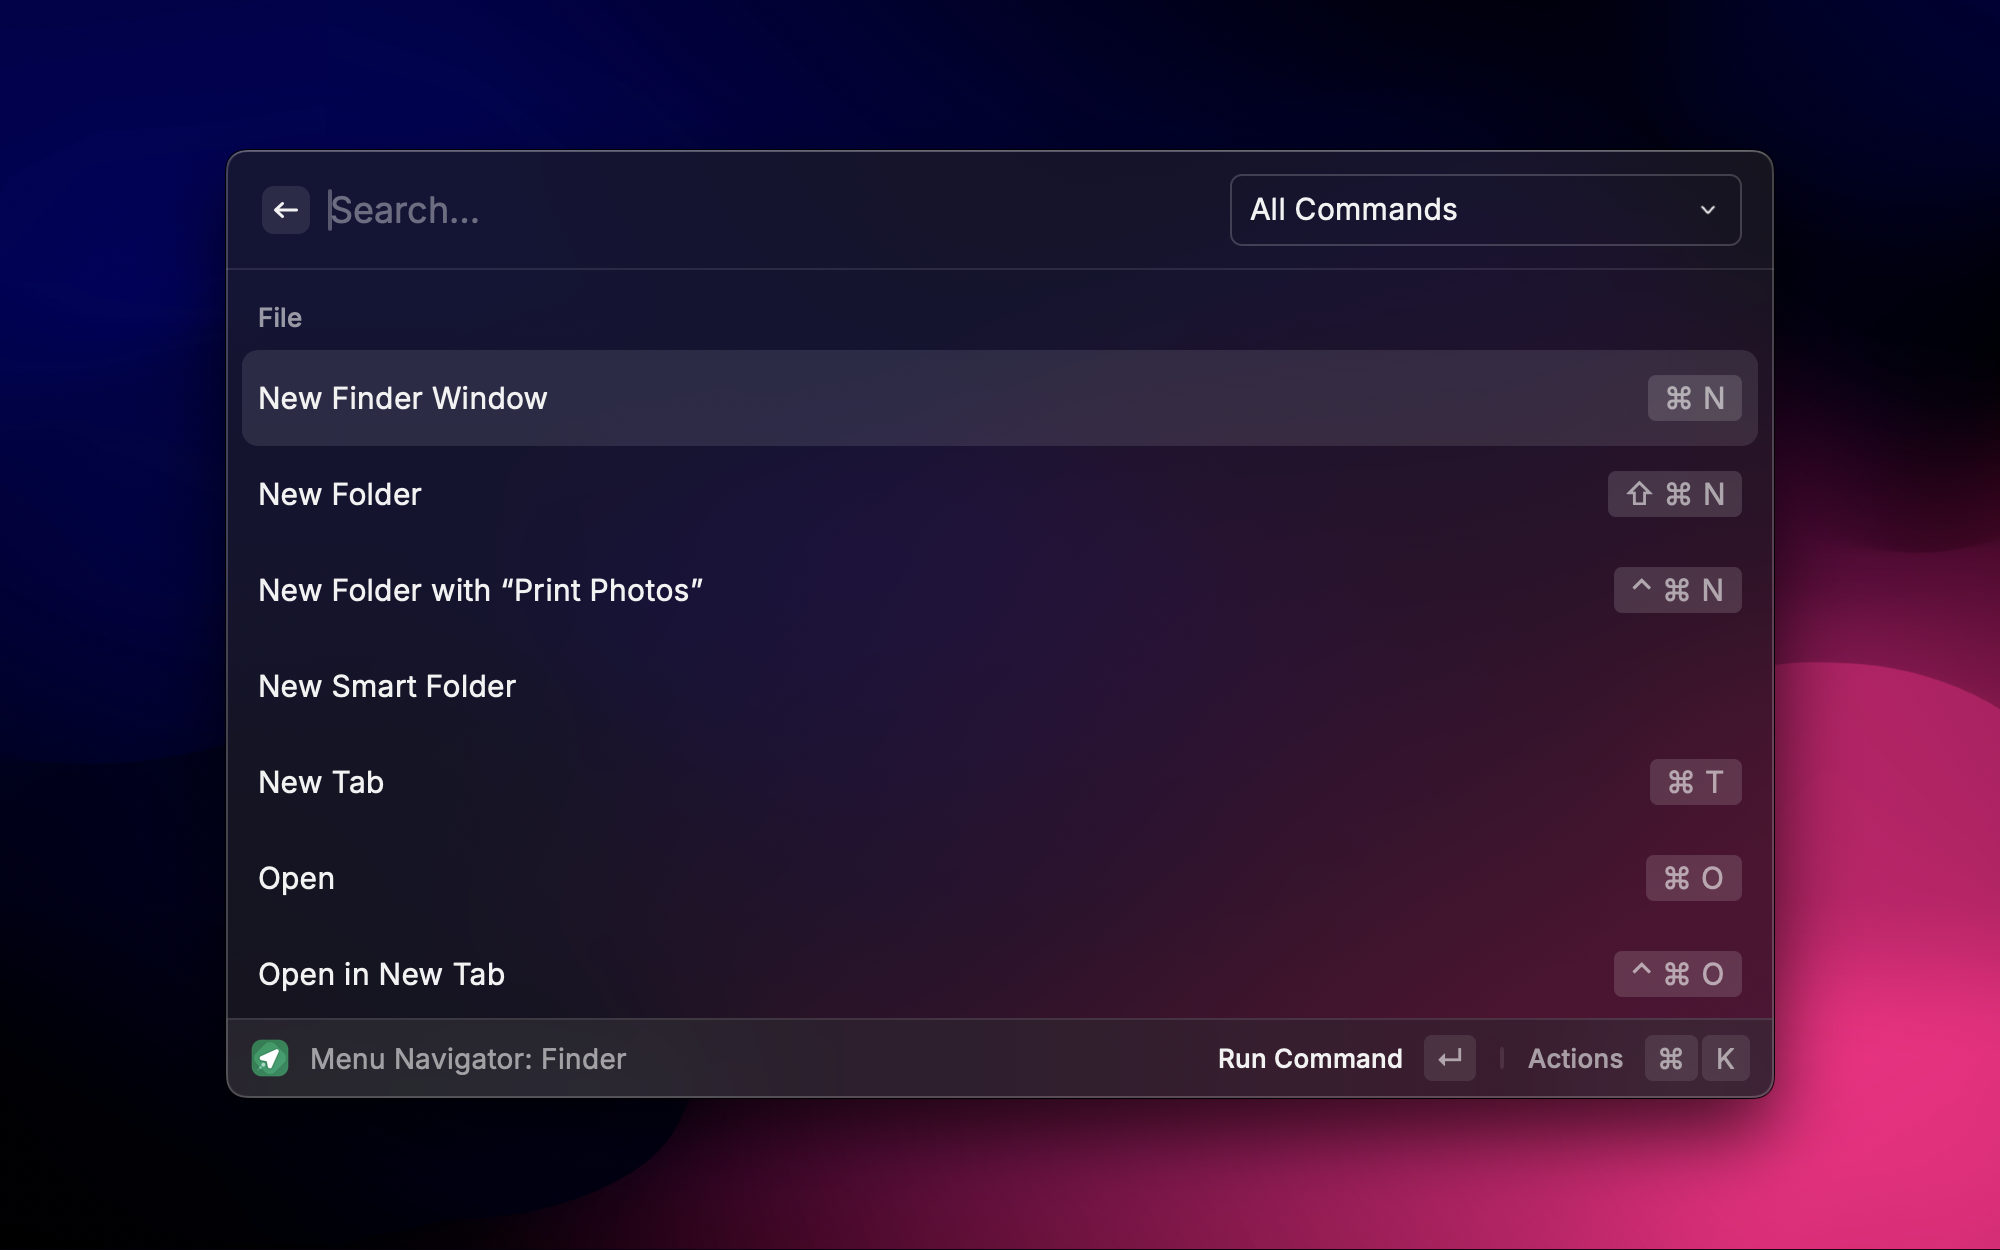 Search...
All Commands
File
New Finder Window ⌘ N
New Folder ⇧ ⌘ N
New Folder with “Print Photos” ^ ⌘ N
New Smart Folder
New Tab ⌘ T
Open ⌘ O
Open in New Tab ^ ⌘ O
Menu Navigator: Finder
Run Command ↵ Actions ⌘ K